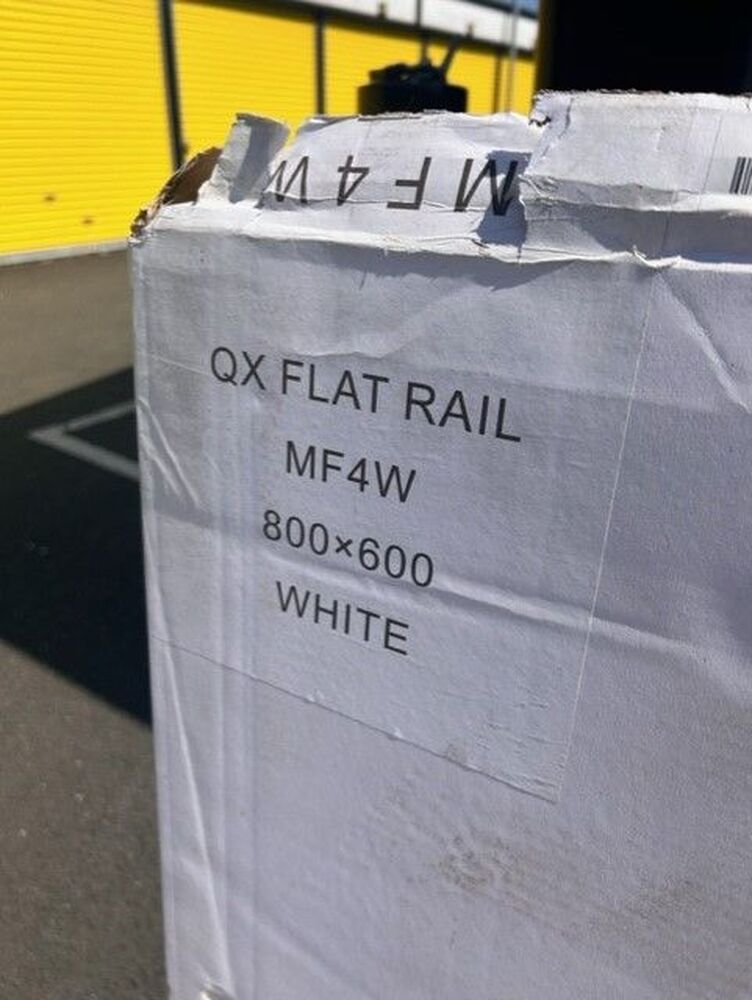 MF4W
QX FLAT RAIL
MF4W
800×600
WHITE